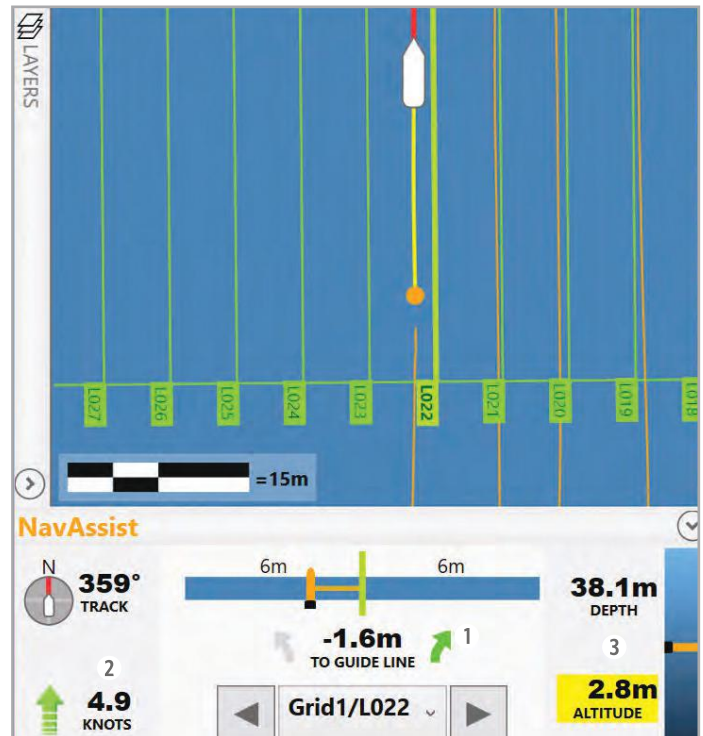 LAYERS
L027
L026
L025
L024
L023
L022
L021
L020
L019
L018
=15m
NavAssist
N
359°
TRACK
6m
6m
38.1m
DEPTH
-1.6m
1
TO GUIDE LINE
2
3
4.9
KNOTS
Grid1/L022
2.8m
ALTITUDE